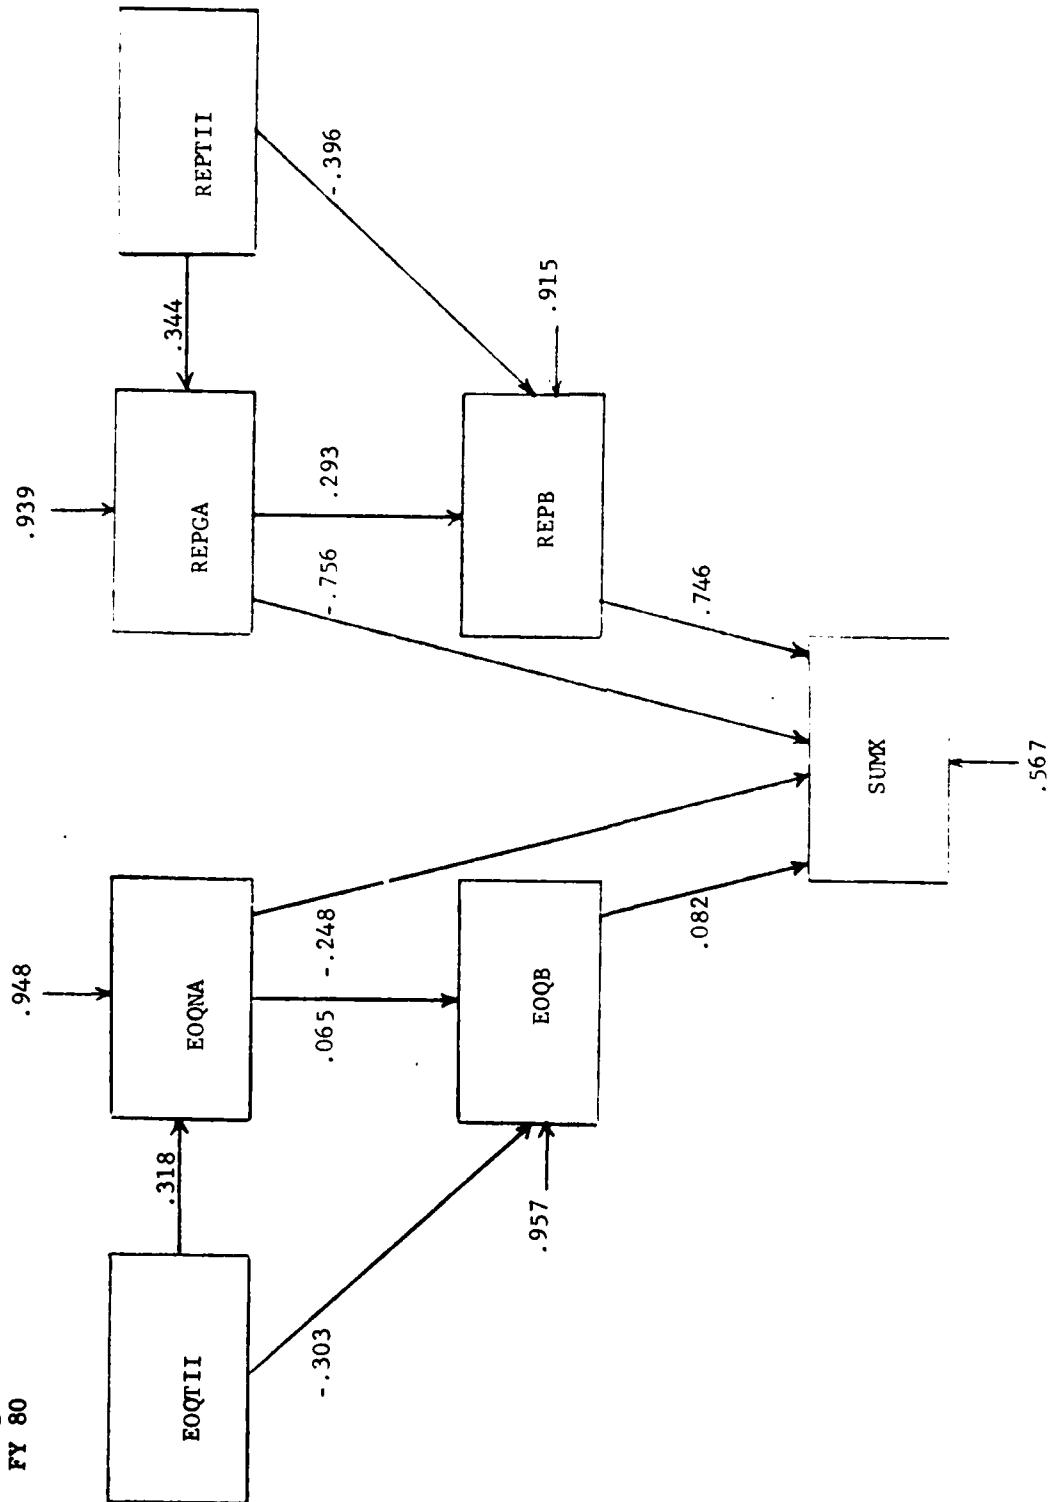 FY 80
.948
.939
.318
.344
EOQTII
EOQNA
REPGA
REPTII
-.303
.065
-.248
-.756
.293
-.396
.957
EOQB
REPB
.915
.082
.746
SUMX
.567